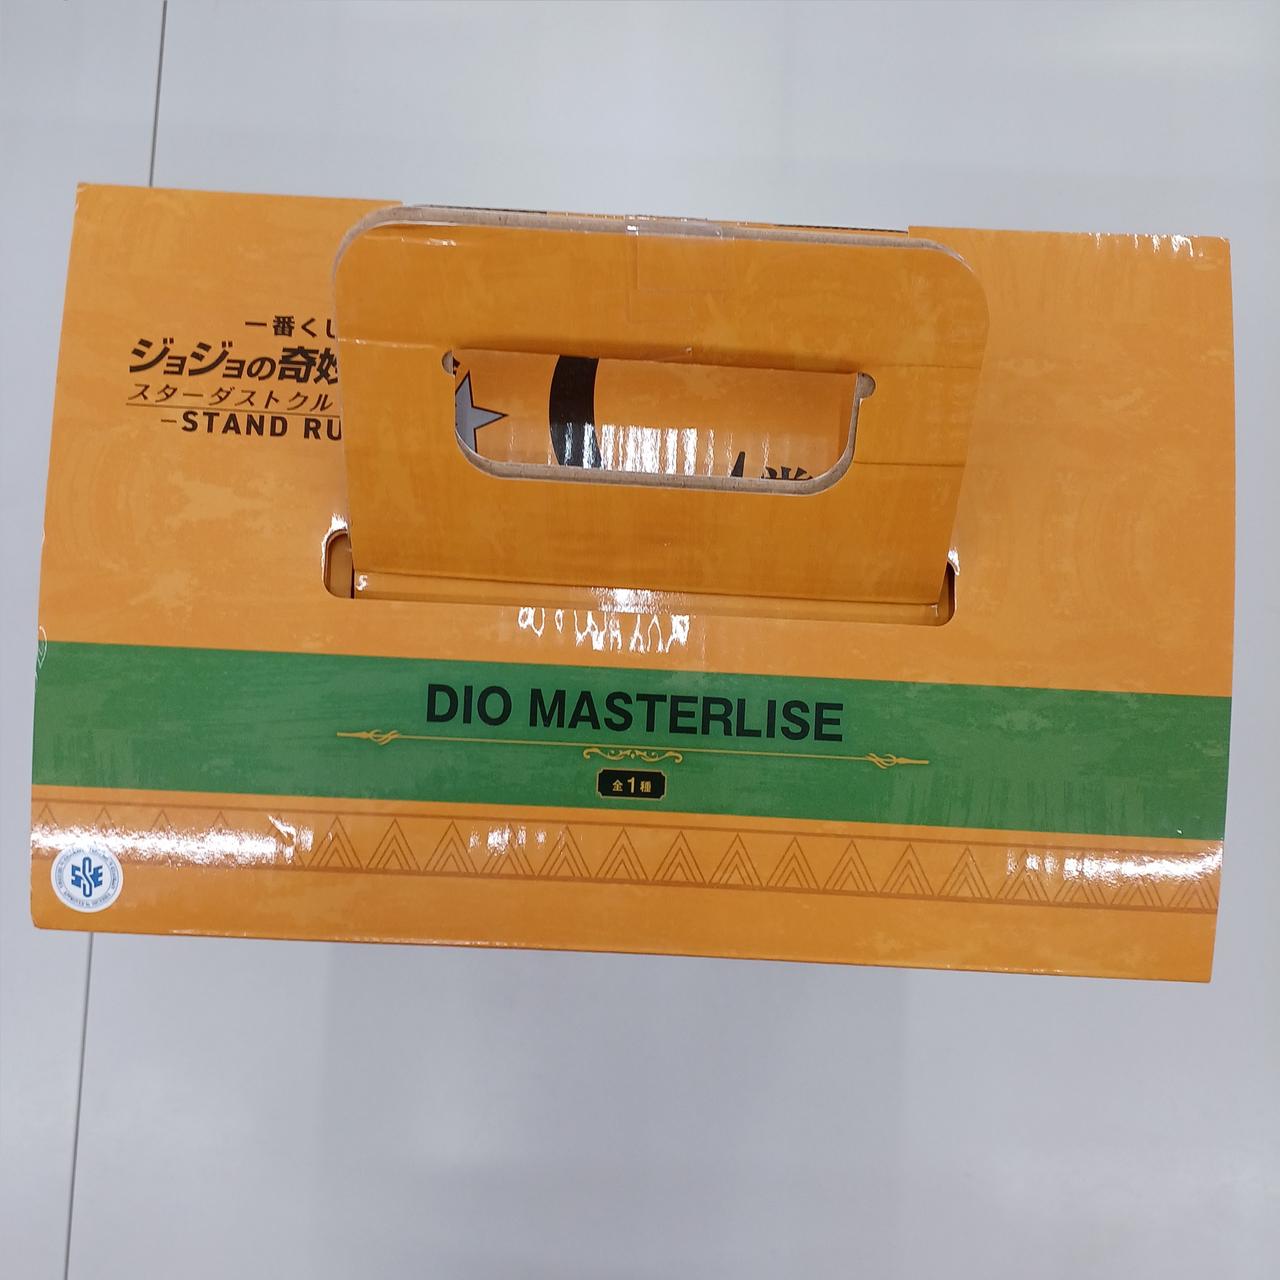 一番くじ
ジョジョの奇妙
スターダストクル
-STAND RU
DIO MASTERLISE
全1種